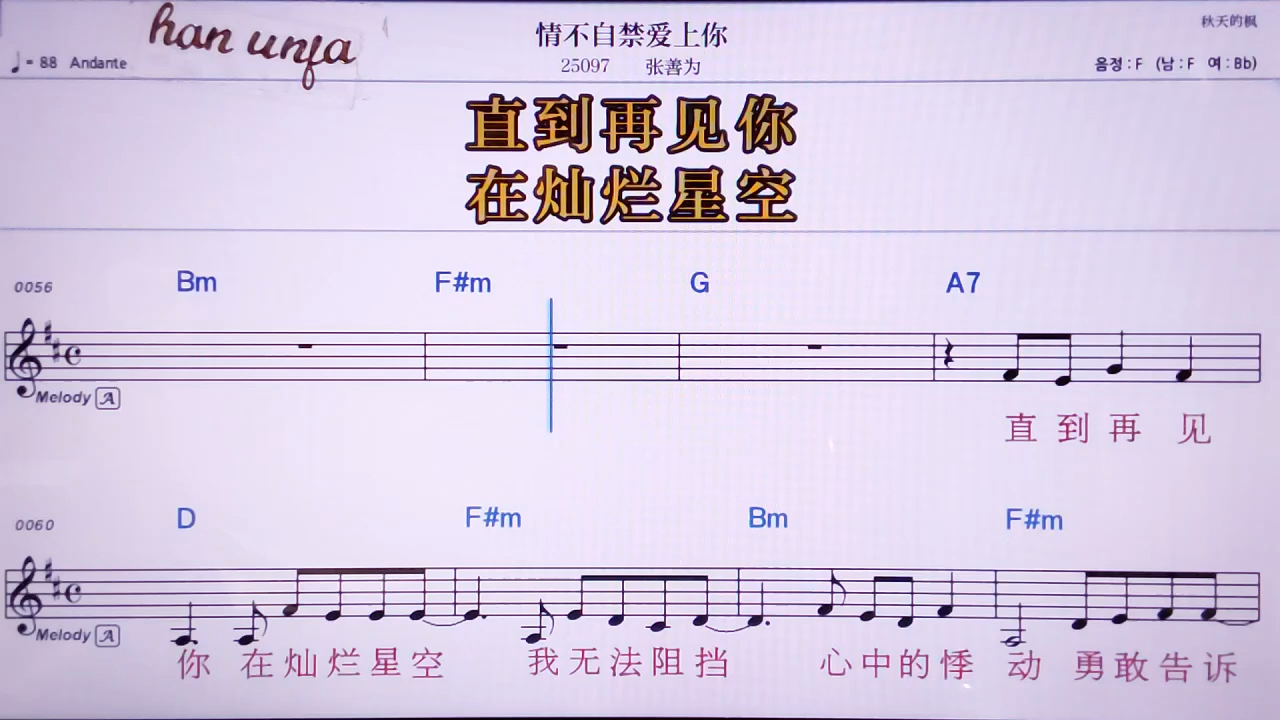 han unja
情不自禁爱上你
秋天的枫
♩= 88 Andante
25097 张善为
음정 : F (남 : F 여 : Bb)
直到再见你
在灿烂星空
0056 Bm F#m G A7
Melody A
直到再 见
0060 D F#m Bm F#m
Melody A
你 在灿烂星空 我无法阻挡 心中的悸 动 勇敢告诉